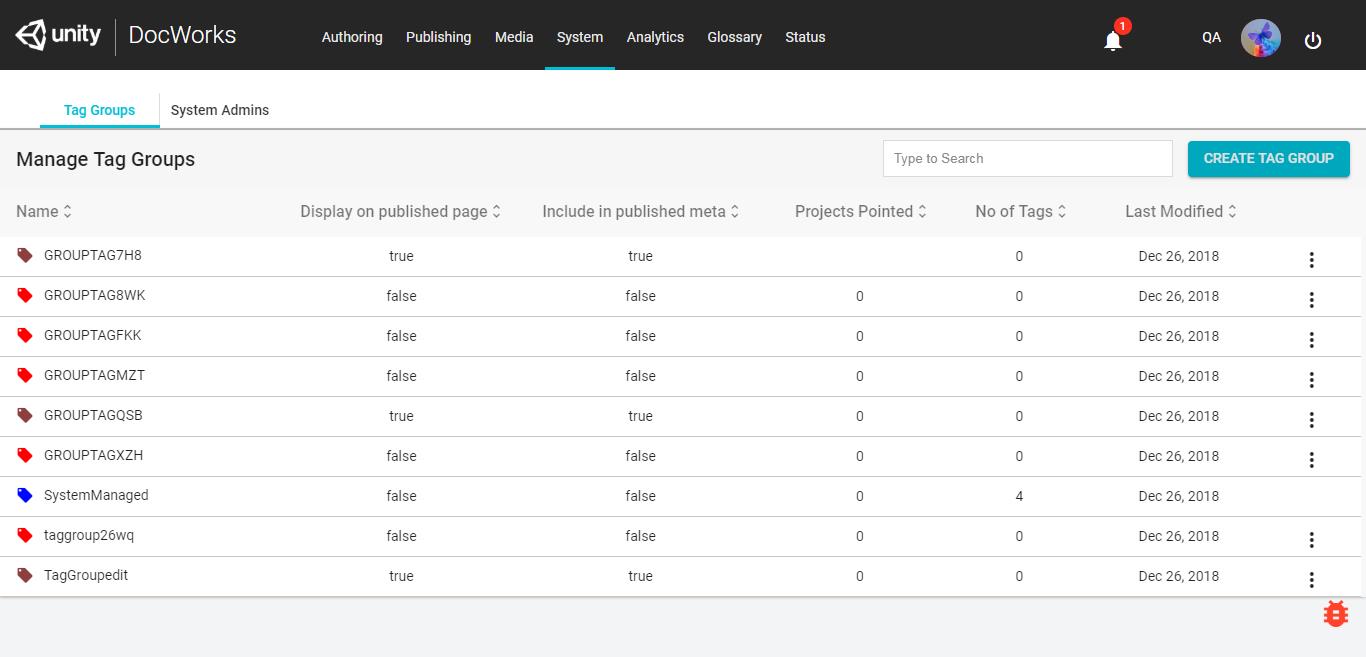 unity DocWorks Authoring Publishing Media System Analytics Glossary Status 1 QA
Tag Groups System Admins
Manage Tag Groups Type to Search CREATE TAG GROUP
Name Display on published page Include in published meta Projects Pointed No of Tags Last Modified
GROUPTAG7H8 true true 0 Dec 26, 2018
GROUPTAG8WK false false 0 0 Dec 26, 2018
GROUPTAGFKK false false 0 0 Dec 26, 2018
GROUPTAGMZT false false 0 0 Dec 26, 2018
GROUPTAGQSB true true 0 0 Dec 26, 2018
GROUPTAGXZH false false 0 0 Dec 26, 2018
SystemManaged false false 0 4 Dec 26, 2018
taggroup26wq false false 0 0 Dec 26, 2018
TagGroupedit true true 0 0 Dec 26, 2018